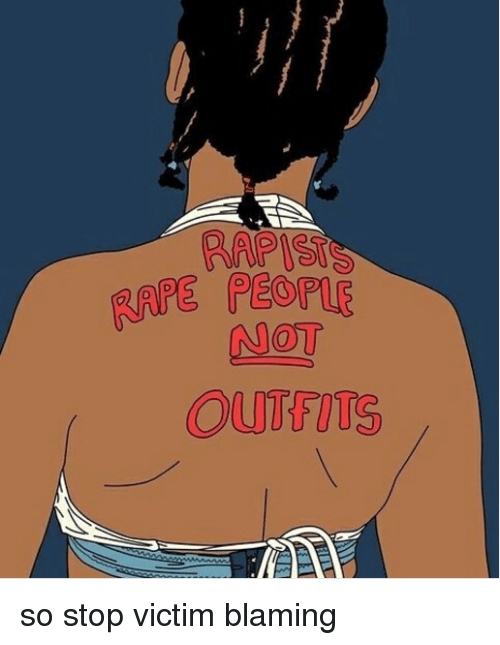 RAPISTS
RAPE PEOPLE
NOT
OUTFITS
so stop victim blaming